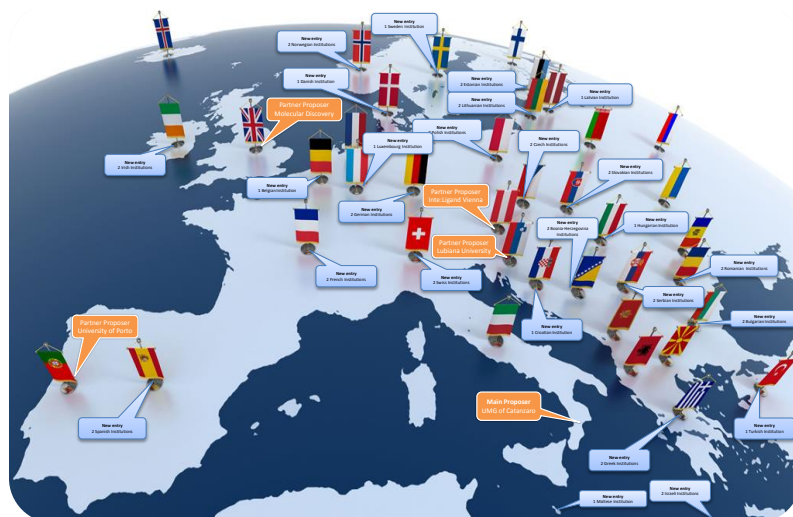 New entry
1 Sweden Institution
New entry
2 Norwegian Institutions
New entry
1 Danish Institution
New entry
2 Estonian Institutions
New entry
2 Lithuanian Institutions
New entry
Partner Proposer
Molecular Discovery
Polish Institutions
New entry
1 Luxembourg Institution
New entry
2 Czech Institutions
New entry
2 Irish Institutions
New entry
2 Slovanian Institutions
New entry
1 Belgian Institution
New entry
2 German Institutions
Partner Proposer
Inte:Ligand Vienna
New entry
2 Bosnia-Herzegovina
Institutions
New entry
1 Hungarian Institution
Partner Proposer
Lobiana University
New entry
2 French Institutions
New entry
2 Swiss Institutions
New entry
2 Romanian Institutions
New entry
2 Serbian Institutions
Partner Proposer
University of Porto
New entry
1 Croatian Institution
New entry
2 Bulgarian Institutions
Main Proposer
UMG of Catanzaro
New entry
2 Spanish Institutions
New entry
1 Turkish Institution
New entry
2 Greek Institutions
New entry
1 Maltese Institution
New entry
2 Israeli Institutions